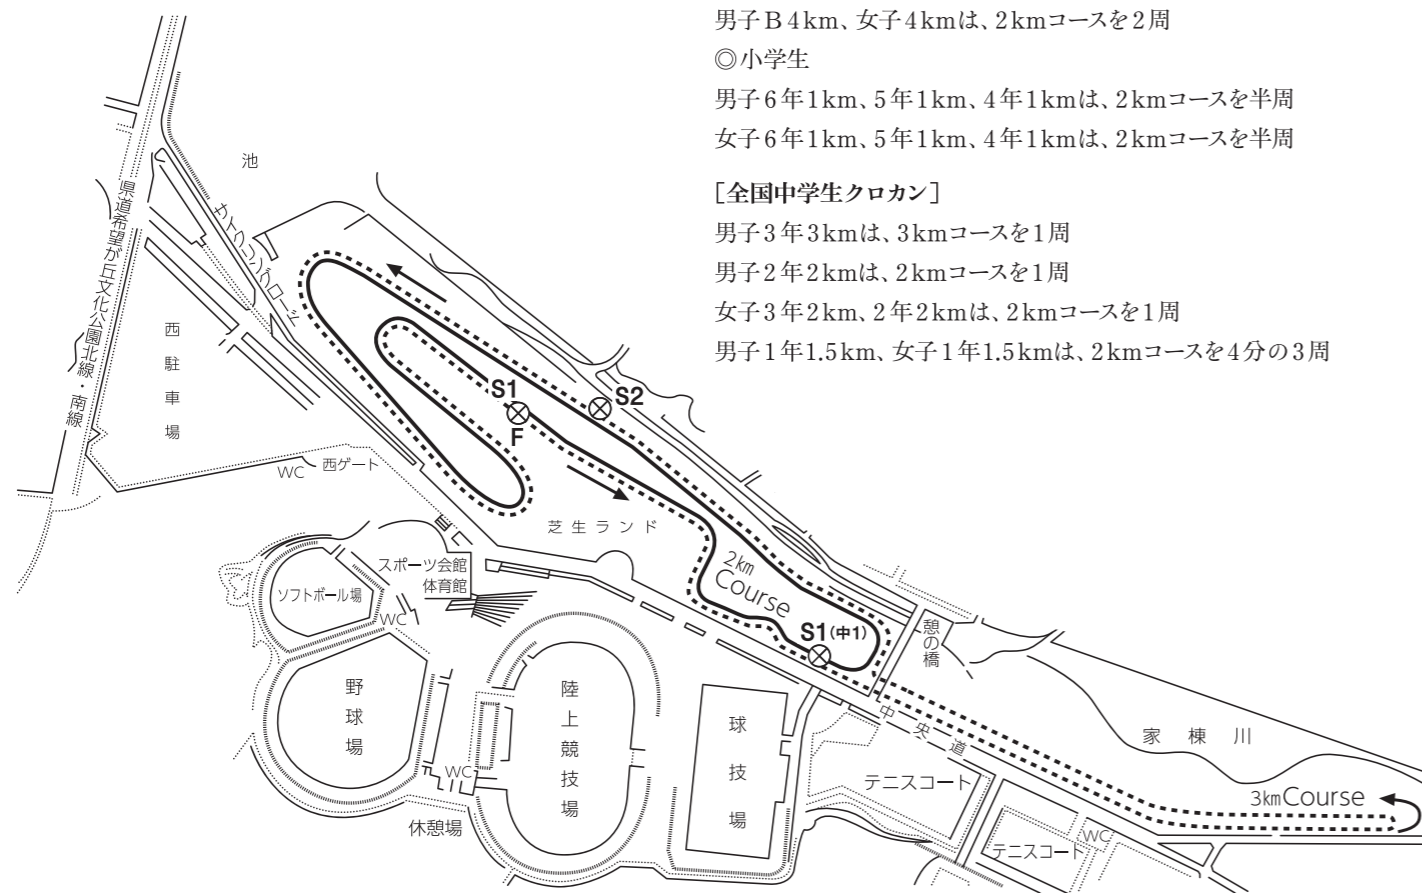 男子B4km、女子4kmは、2kmコースを2周
◎小学生
男子6年1km、5年1km、4年1kmは、2kmコースを半周
女子6年1km、5年1km、4年1kmは、2kmコースを半周
[全国中学生クロカン]
男子3年3kmは、3kmコースを1周
男子2年2kmは、2kmコースを1周
女子3年2km、2年2kmは、2kmコースを1周
男子1年1.5km、女子1年1.5kmは、2kmコースを4分の3周
池
サイクリングロード
県道希望が丘文化公園北線・南線
西駐車場
S1
F
S2
WC
西ゲート
芝生ランド
スポーツ会館
体育館
ソフトボール場
WC
2km
Course
S1(中1)
憩の橋
野球場
陸上競技場
球技場
中央道
家棟川
WC
テニスコート
3kmCourse
休憩場
WC
テニスコート